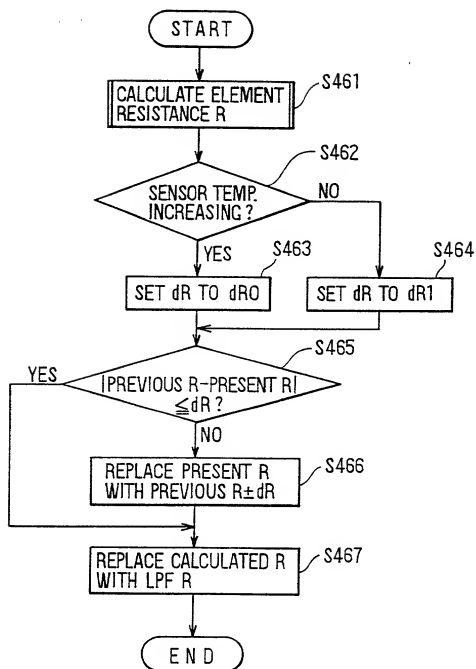 START
CALCULATE ELEMENT
RESISTANCE R
S461
SENSOR TEMP.
INCREASING ?
S462
NO
YES
S463
SET dR TO dR0
S464
SET dR TO dR1
S465
YES
|PREVIOUS R-PRESENT R|
≦dR ?
NO
REPLACE PRESENT R
WITH PREVIOUS R±dR
S466
REPLACE CALCULATED R
WITH LPF R
S467
END